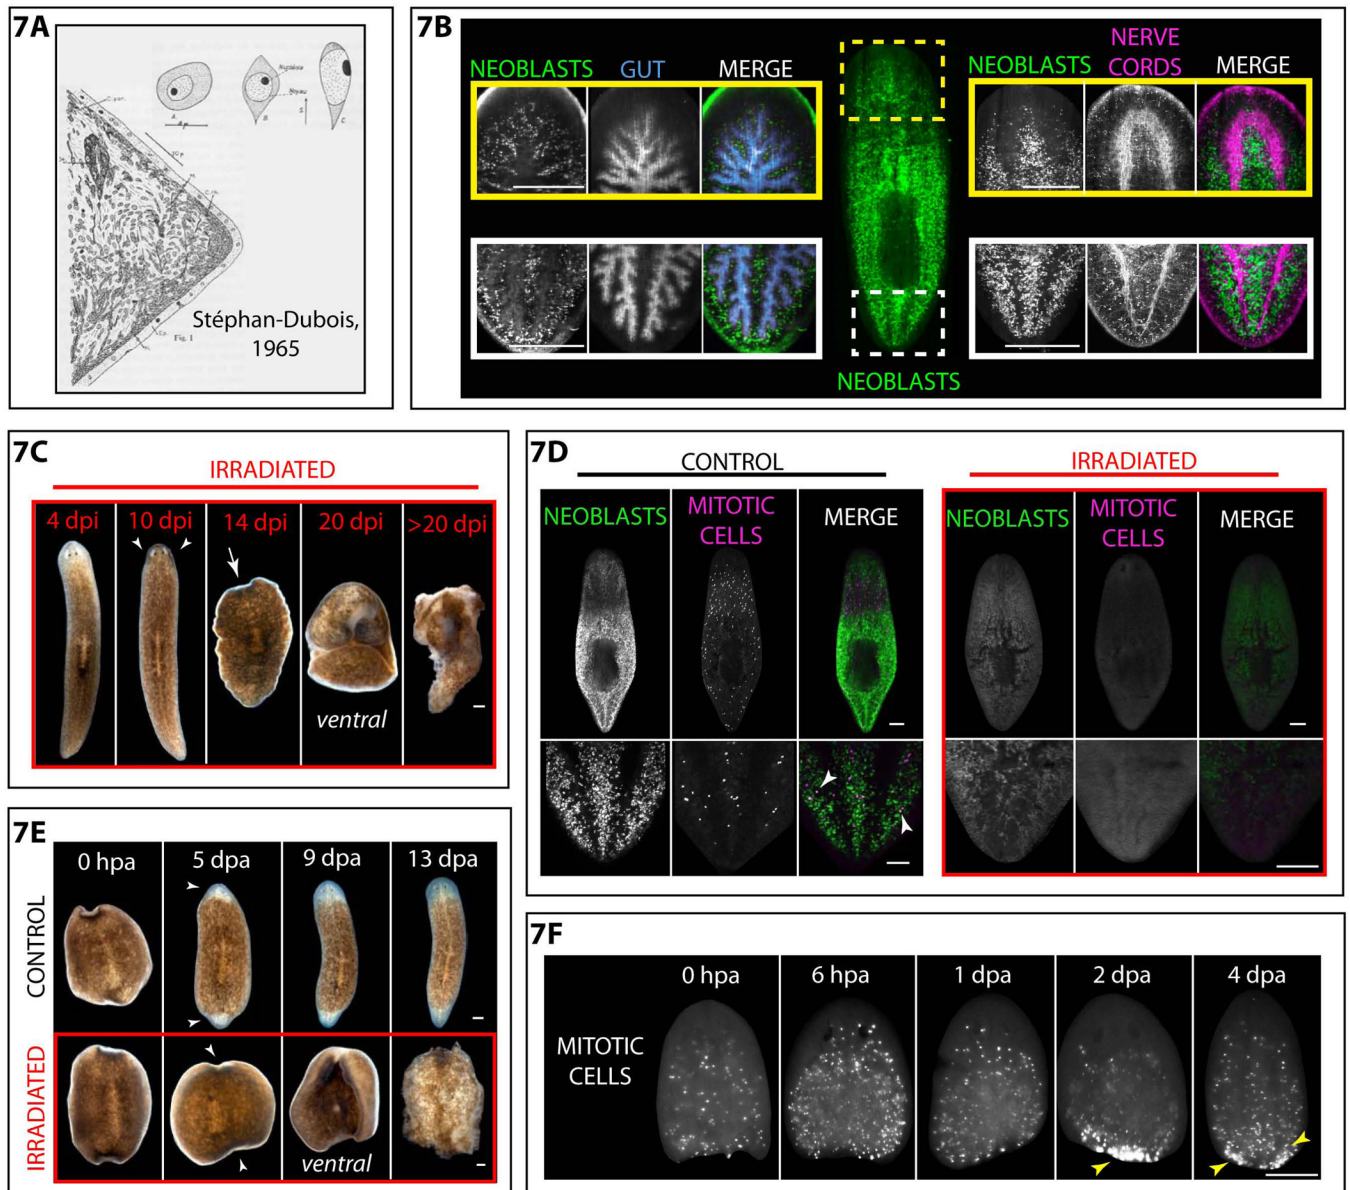 7A
Stéphan-Dubois,
1965
Fig. 1
7B
NEOBLASTS
GUT
MERGE
NEOBLASTS
NERVE
CORDS
MERGE
NEOBLASTS
7C
IRRADIATED
4 dpi
10 dpi
14 dpi
20 dpi
>20 dpi
ventral
7D
CONTROL
NEOBLASTS
MITOTIC
CELLS
MERGE
IRRADIATED
NEOBLASTS
MITOTIC
CELLS
MERGE
7E
CONTROL
0 hpa
5 dpa
9 dpa
13 dpa
IRRADIATED
ventral
7F
MITOTIC
CELLS
0 hpa
6 hpa
1 dpa
2 dpa
4 dpa